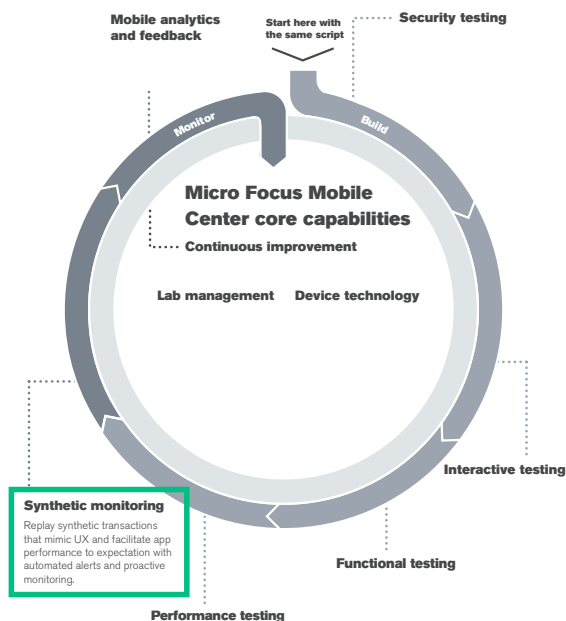 Mobile analytics
and feedback
Start here with
the same script
Security testing
Monitor
Build
Micro Focus Mobile
Center core capabilities
Continuous improvement
Lab management
Device technology
Interactive testing
Synthetic monitoring
Replay synthetic transactions
that mimic UX and facilitate app
performance to expectation with
automated alerts and proactive
monitoring.
Functional testing
Performance testing